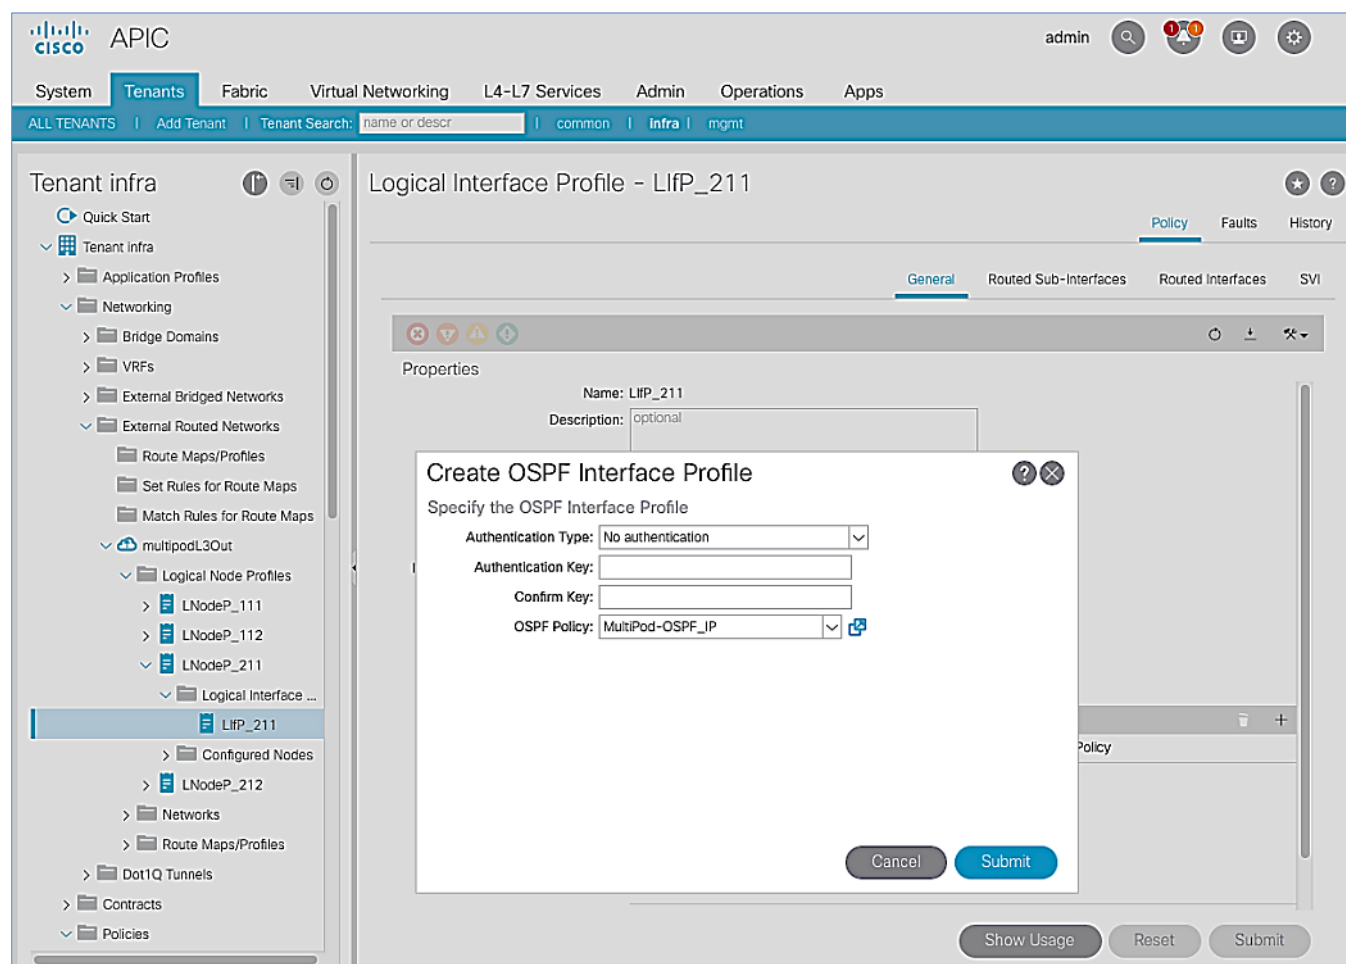 cisco APIC
admin
1 1
System Tenants Fabric Virtual Networking L4-L7 Services Admin Operations Apps
ALL TENANTS | Add Tenant | Tenant Search: name or descr | common | infra | mgmt
Tenant infra
Quick Start
Tenant infra
Application Profiles
Networking
Bridge Domains
VRFs
External Bridged Networks
External Routed Networks
Route Maps/Profiles
Set Rules for Route Maps
Match Rules for Route Maps
multipodL3Out
Logical Node Profiles
LNodeP_111
LNodeP_112
LNodeP_211
Logical Interface ...
LIfP_211
Configured Nodes
LNodeP_212
Networks
Route Maps/Profiles
Dot1Q Tunnels
Contracts
Policies
Logical Interface Profile - LIfP_211
Policy Faults History
General Routed Sub-Interfaces Routed Interfaces SVI
Properties
Name: LIfP_211
Description: optional
Create OSPF Interface Profile
Specify the OSPF Interface Profile
Authentication Type: No authentication
Authentication Key:
Confirm Key:
OSPF Policy: MultiPod-OSPF_IP
Policy
Cancel Submit
Show Usage Reset Submit